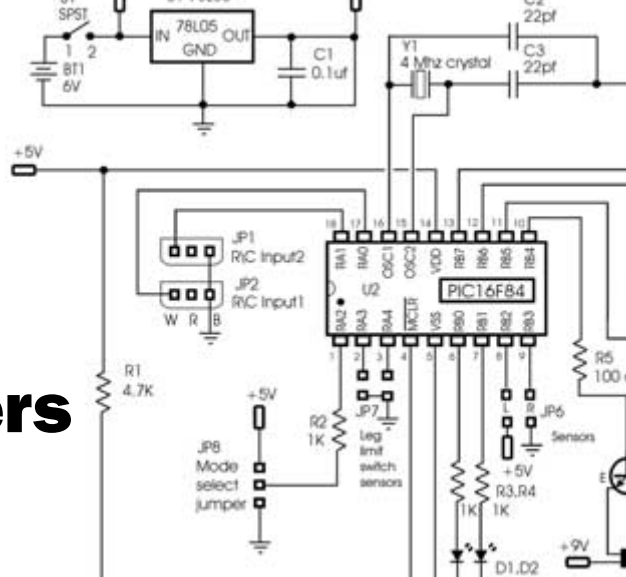 SPST
1 2
BT1
6V
IN 78L05 OUT
GND
C1
0.1uf
22pf
C3
22pf
Y1
4 Mhz crystal
+5V
18 17 16 15 14 13 12 11 10
RA1 RA0 OSC1 OSC2 VDD RB7 RB6 RB5 RB4
U2
PIC16F84
RA2 RA3 RA4 MCLR VSS RB0 RB1 RB2 RB3
1 2 3 4 5 6 7 8 9
JP1
R\C Input2
JP2
R\C Input1
W R B
R1
4.7K
ers
+5V
R2
1K
JP7
Leg
limit
switch
sensors
JP8
Mode
select
jumper
L R JP6
Sensors
+5V
R3,R4
1K 1K
R5
100
E
+9V
D1,D2